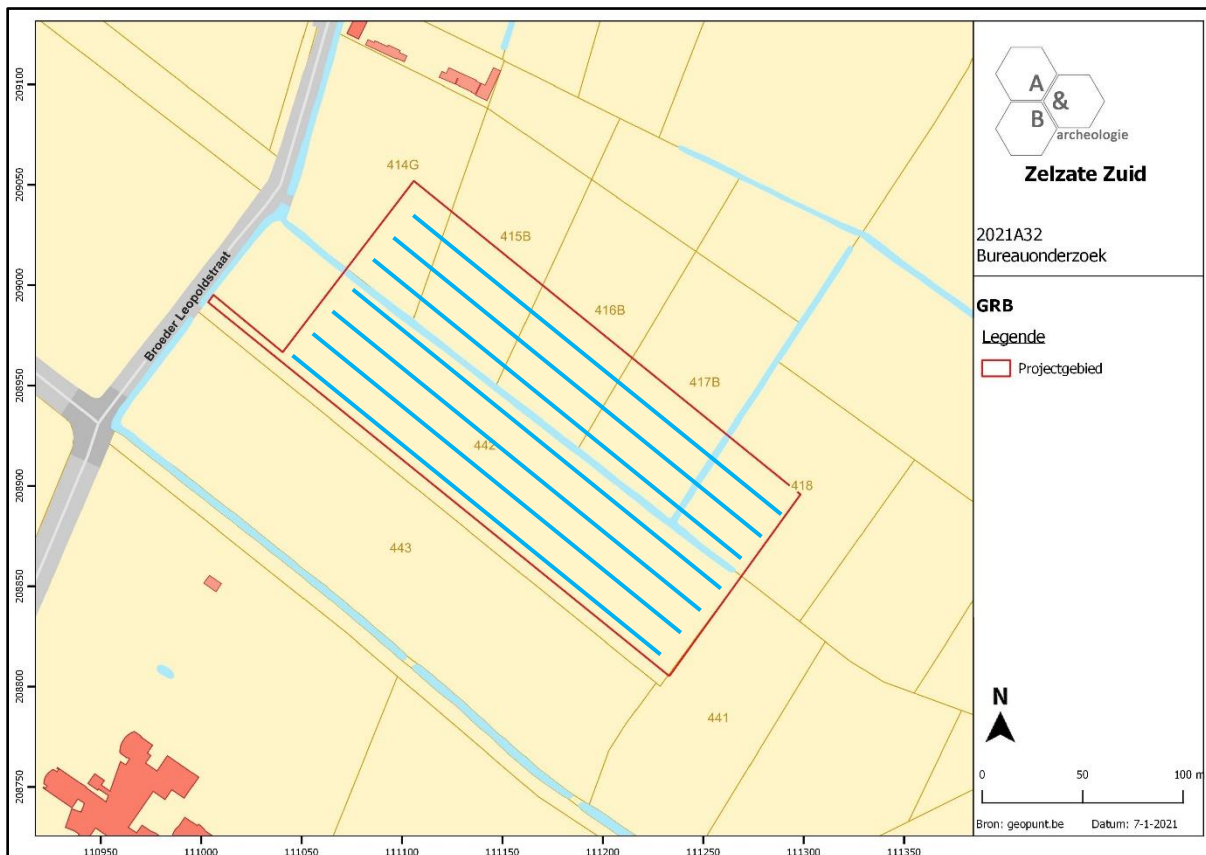 209100
209050
209000
208950
208900
208850
208800
208750
110950
111000
111050
111100
111150
111200
111250
111300
111350
Broeder Leopoldstraat
414G
415B
416B
417B
418
442
443
441
A
&
B
archeologie
Zelzate Zuid
2021A32
Bureauonderzoek
GRB
Legende
Projectgebied
N
0 50 100 m
Bron: geopunt.be Datum: 7-1-2021